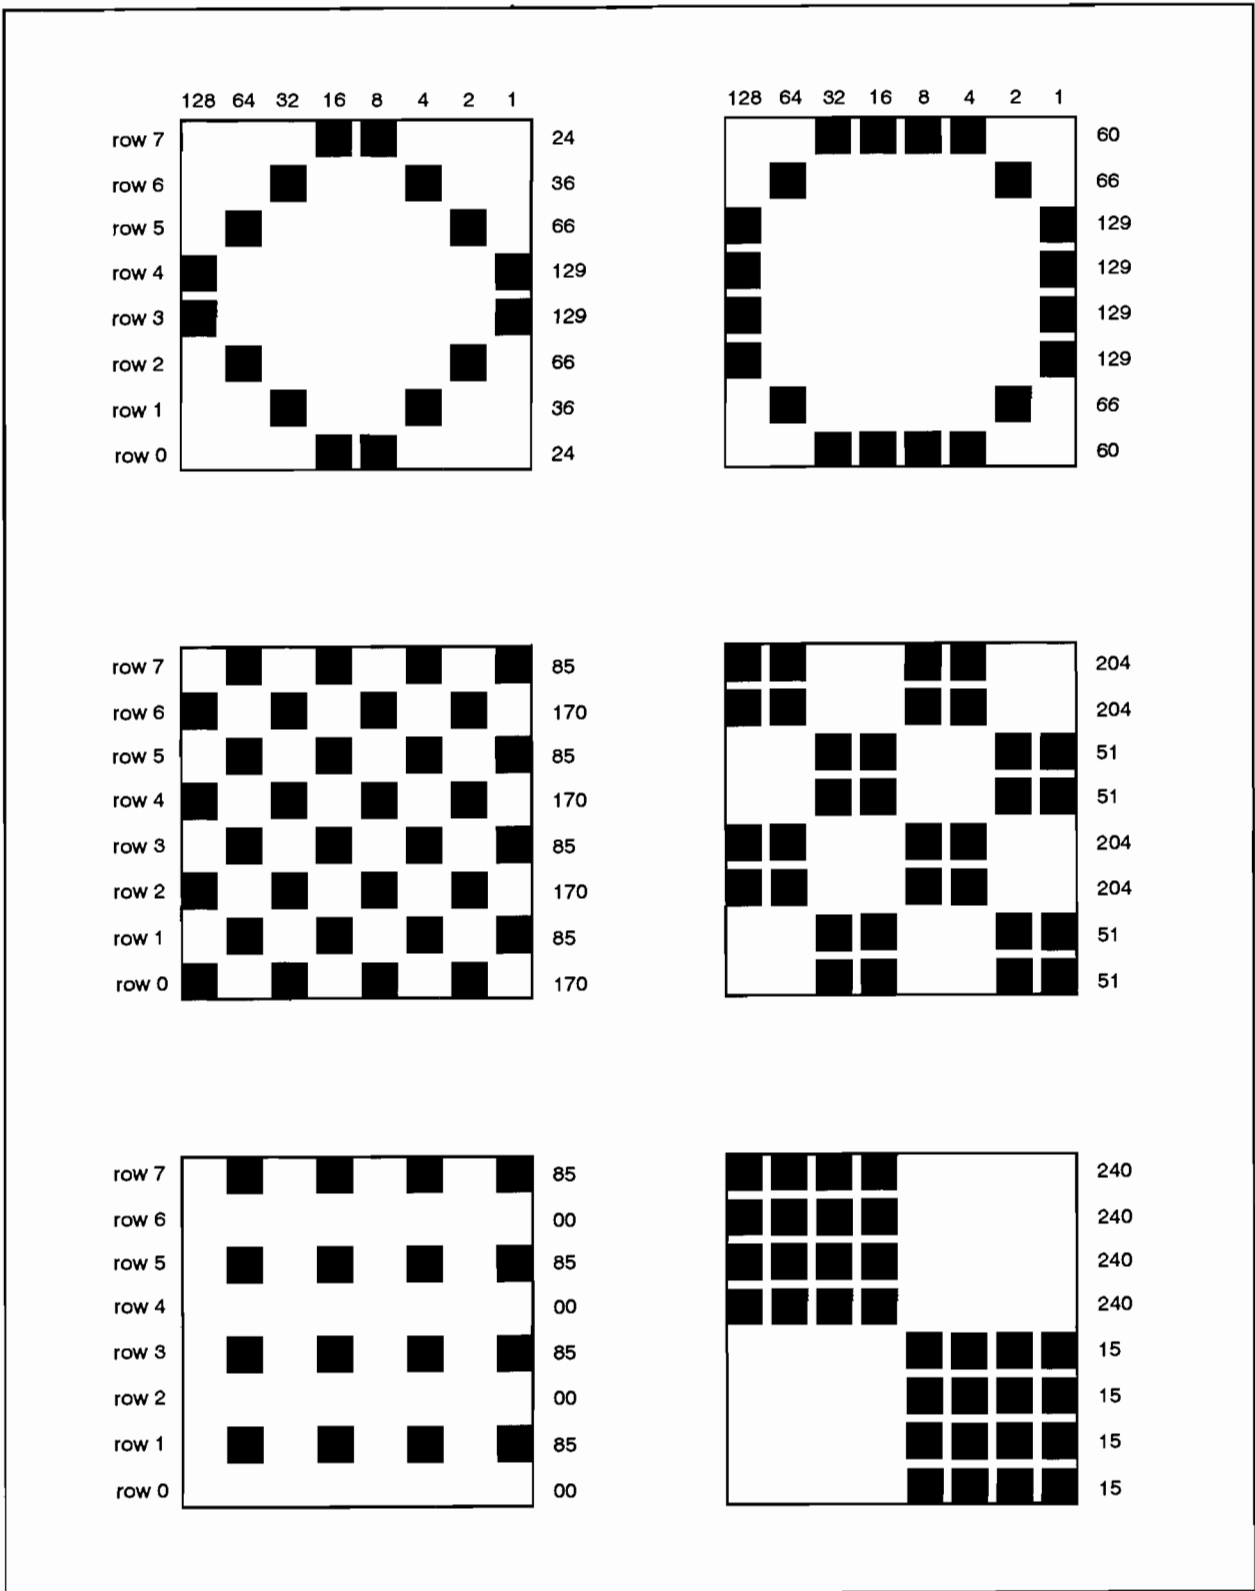 128 64 32 16 8 4 2 1
row 7 24
row 6 36
row 5 66
row 4 129
row 3 129
row 2 66
row 1 36
row 0 24
128 64 32 16 8 4 2 1
60
66
129
129
129
129
66
60
row 7 85
row 6 170
row 5 85
row 4 170
row 3 85
row 2 170
row 1 85
row 0 170
204
204
51
51
204
204
51
51
row 7 85
row 6 00
row 5 85
row 4 00
row 3 85
row 2 00
row 1 85
row 0 00
240
240
240
240
15
15
15
15